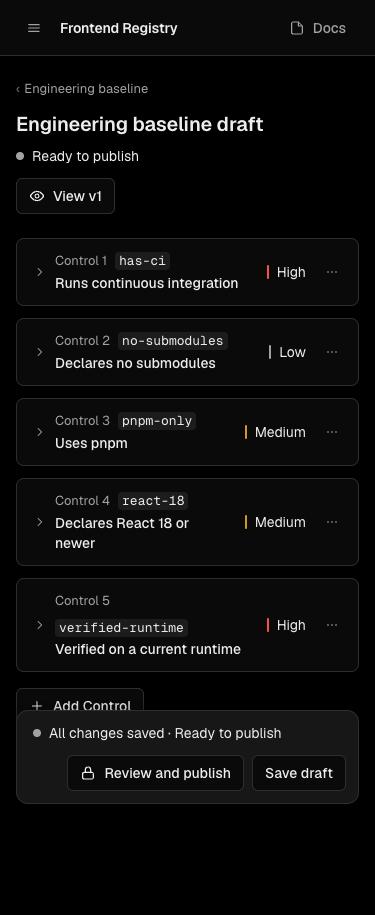 Frontend Registry
Docs
‹ Engineering baseline
Engineering baseline draft
Ready to publish
View v1
Control 1 has-ci
Runs continuous integration
High
Control 2 no-submodules
Declares no submodules
Low
Control 3 pnpm-only
Uses pnpm
Medium
Control 4 react-18
Declares React 18 or
newer
Medium
Control 5
verified-runtime
Verified on a current runtime
High
Add Control
All changes saved · Ready to publish
Review and publish
Save draft